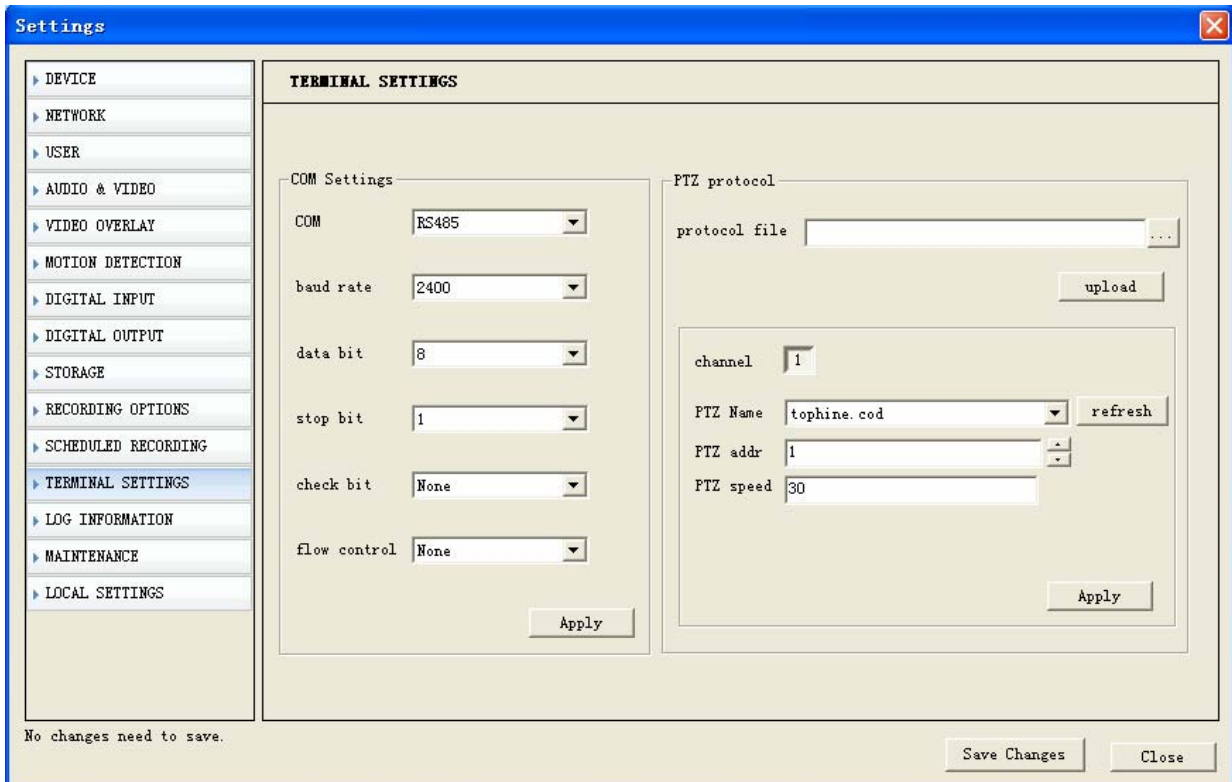 Settings
DEVICE
NETWORK
USER
AUDIO & VIDEO
VIDEO OVERLAY
MOTION DETECTION
DIGITAL INPUT
DIGITAL OUTPUT
STORAGE
RECORDING OPTIONS
SCHEDULED RECORDING
TERMINAL SETTINGS
LOG INFORMATION
MAINTENANCE
LOCAL SETTINGS
TERMINAL SETTINGS
COM Settings
COM RS485
baud rate 2400
data bit 8
stop bit 1
check bit None
flow control None
Apply
PTZ protocol
protocol file ...
upload
channel 1
PTZ Name tophine.cod refresh
PTZ addr 1
PTZ speed 30
Apply
No changes need to save.
Save Changes Close